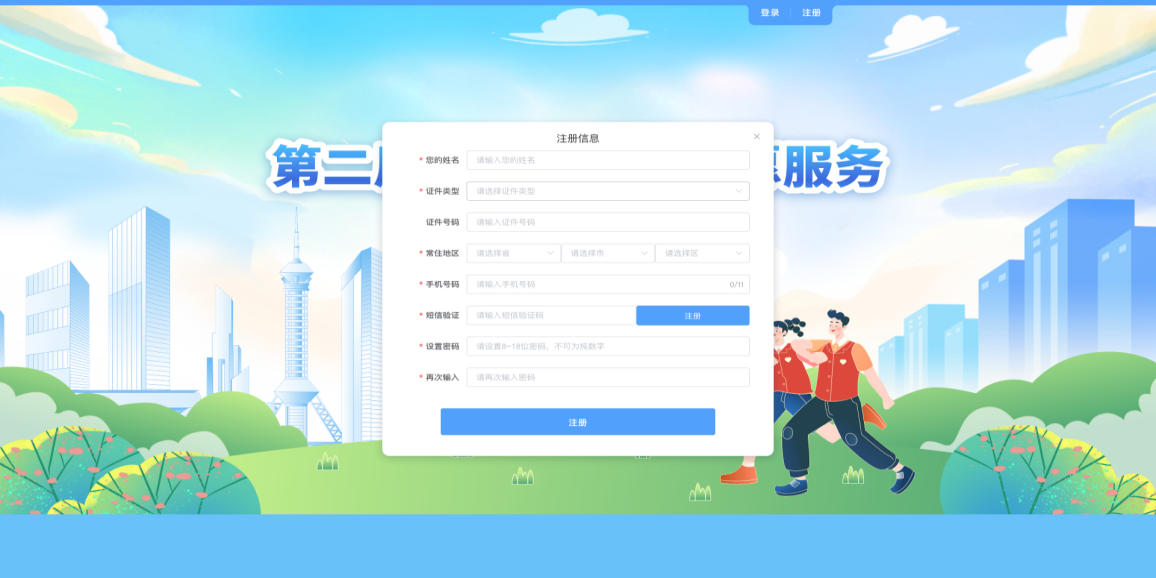 登录 注册
第二 服务
注册信息
* 您的姓名 请输入您的姓名
* 证件类型 请选择证件类型
证件号码 请输入证件号码
* 常住地区 请选择省 请选择市 请选择区
* 手机号码 请输入手机号码 0/11
* 短信验证 请输入短信验证码 注册
* 设置密码 请设置8-18位密码，不可为纯数字
* 再次输入 请再次输入密码
注册